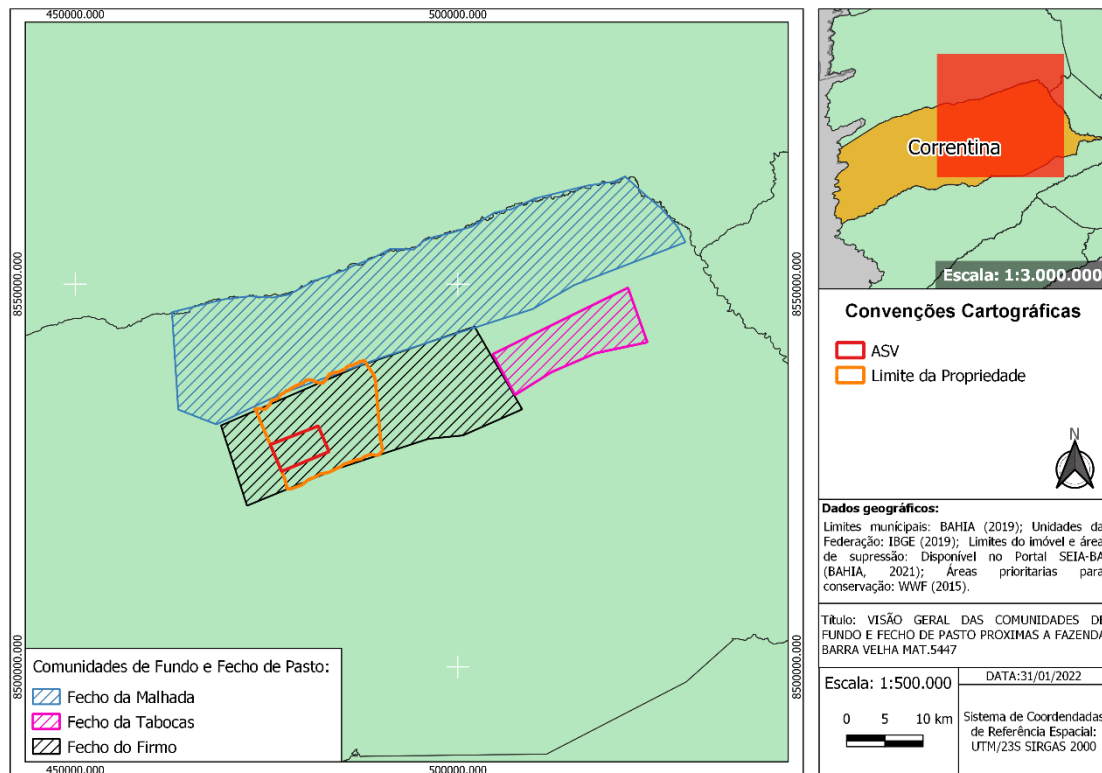 450000.000
500000.000
8550000.000
8550000.000
8500000.000
8500000.000
450000.000
500000.000
Comunidades de Fundo e Fecho de Pasto:
Fecho da Malhada
Fecho da Tabocas
Fecho do Firmo
Correntina
Escala: 1:3.000.000
Convenções Cartográficas
ASV
Limite da Propriedade
N
Dados geográficos:
Limites munícipais: BAHIA (2019); Unidades da
Federação: IBGE (2019); Limites do imóvel e área
de supressão: Disponível no Portal SEIA-BA
(BAHIA, 2021); Áreas prioritarias para
conservação: WWF (2015).
Título: VISÃO GERAL DAS COMUNIDADES DE
FUNDO E FECHO DE PASTO PROXIMAS A FAZENDA
BARRA VELHA MAT.5447
Escala: 1:500.000
0 5 10 km
DATA:31/01/2022
Sistema de Coordendadas
de Referência Espacial:
UTM/23S SIRGAS 2000